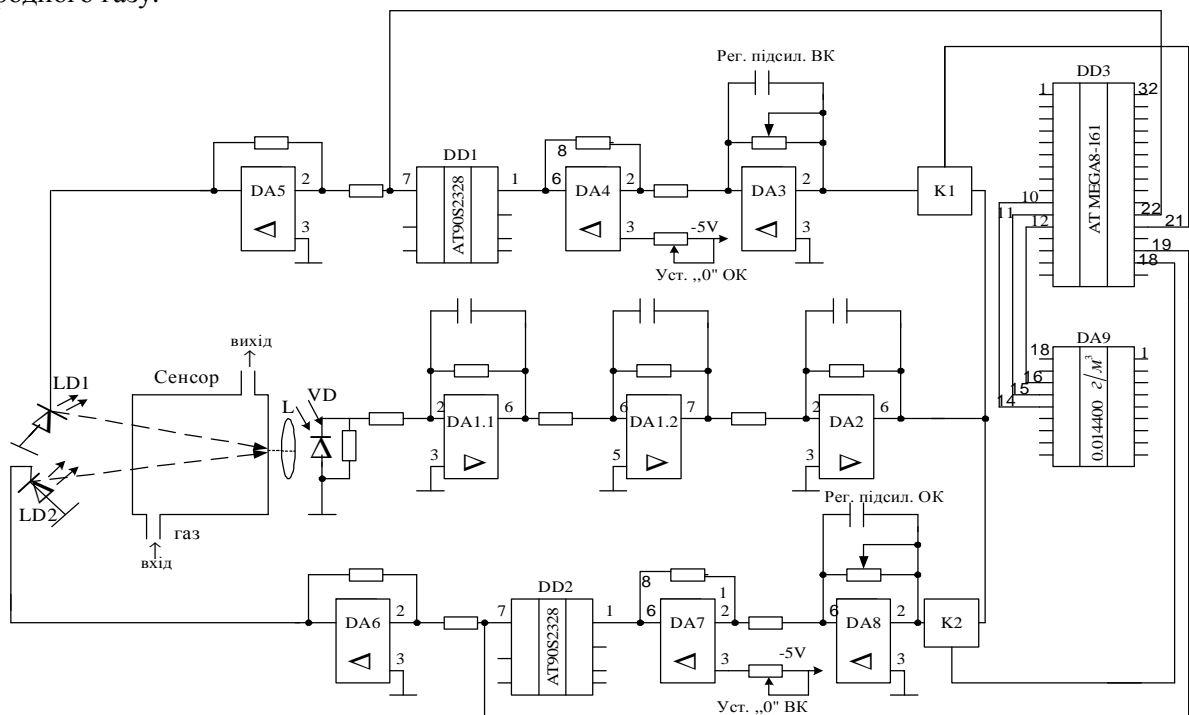 родного газу.
Рег. підсил. ВК
DD3
1
32
DA5
2
3
7
DD1
AT90S2328
1
8
6
DA4
2
3
-5V
Уст. ,,0" ОК
DA3
2
K1
AT MEGA8-161
10
11
12
22
21
19
18
вихід
Сенсор
LD1
LD2
L
VD
газ
вхід
2
DA1.1
6
3
6
DA1.2
7
5
2
DA2
6
3
DA9
18
1
16
15
14
0.014400 г/м³
Рег. підсил. ОК
DA6
2
3
7
DD2
AT90S2328
1
8
6
1
DA7
2
3
-5V
Уст. ,,0" ВК
6
DA8
2
3
K2